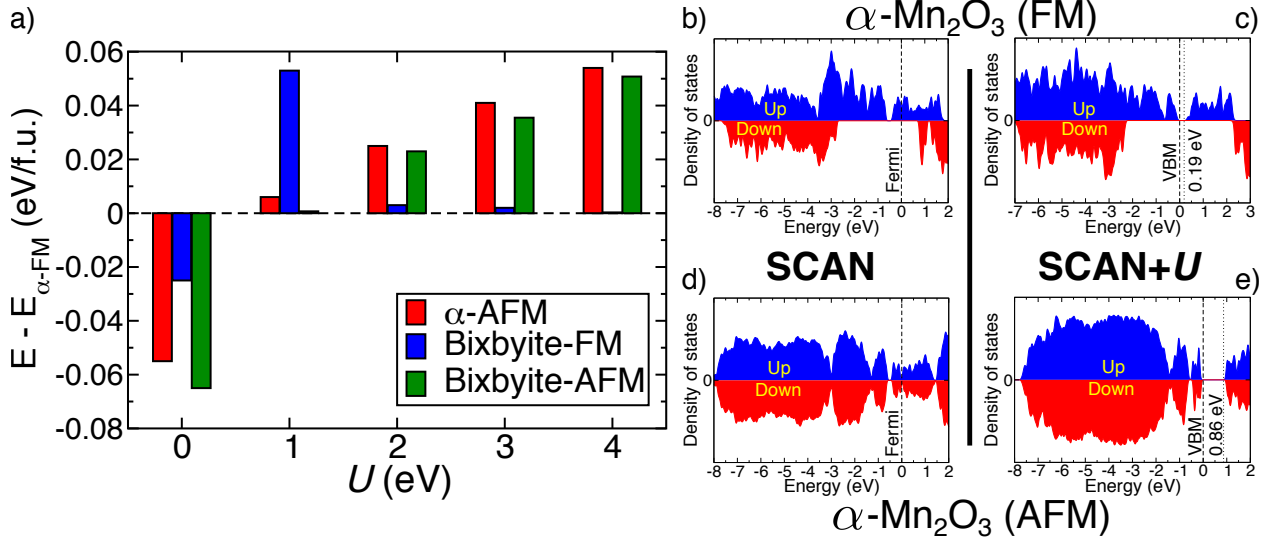 a)
E - E_α-FM (eV/f.u.)
0.06
0.04
0.02
0
-0.02
-0.04
-0.06
-0.08
0 1 2 3 4
U (eV)
α-AFM
Bixbyite-FM
Bixbyite-AFM
α-Mn₂O₃ (FM)
b)
Density of states
0
Up
Down
Fermi
-8 -7 -6 -5 -4 -3 -2 -1 0 1 2
Energy (eV)
c)
Density of states
0
Up
Down
VBM
0.19 eV
-7 -6 -5 -4 -3 -2 -1 0 1 2 3
Energy (eV)
SCAN
SCAN+U
d)
Density of states
0
Up
Down
Fermi
-8 -7 -6 -5 -4 -3 -2 -1 0 1 2
Energy (eV)
e)
Density of states
0
Up
Down
VBM
0.86 eV
-8 -7 -6 -5 -4 -3 -2 -1 0 1 2
Energy (eV)
α-Mn₂O₃ (AFM)